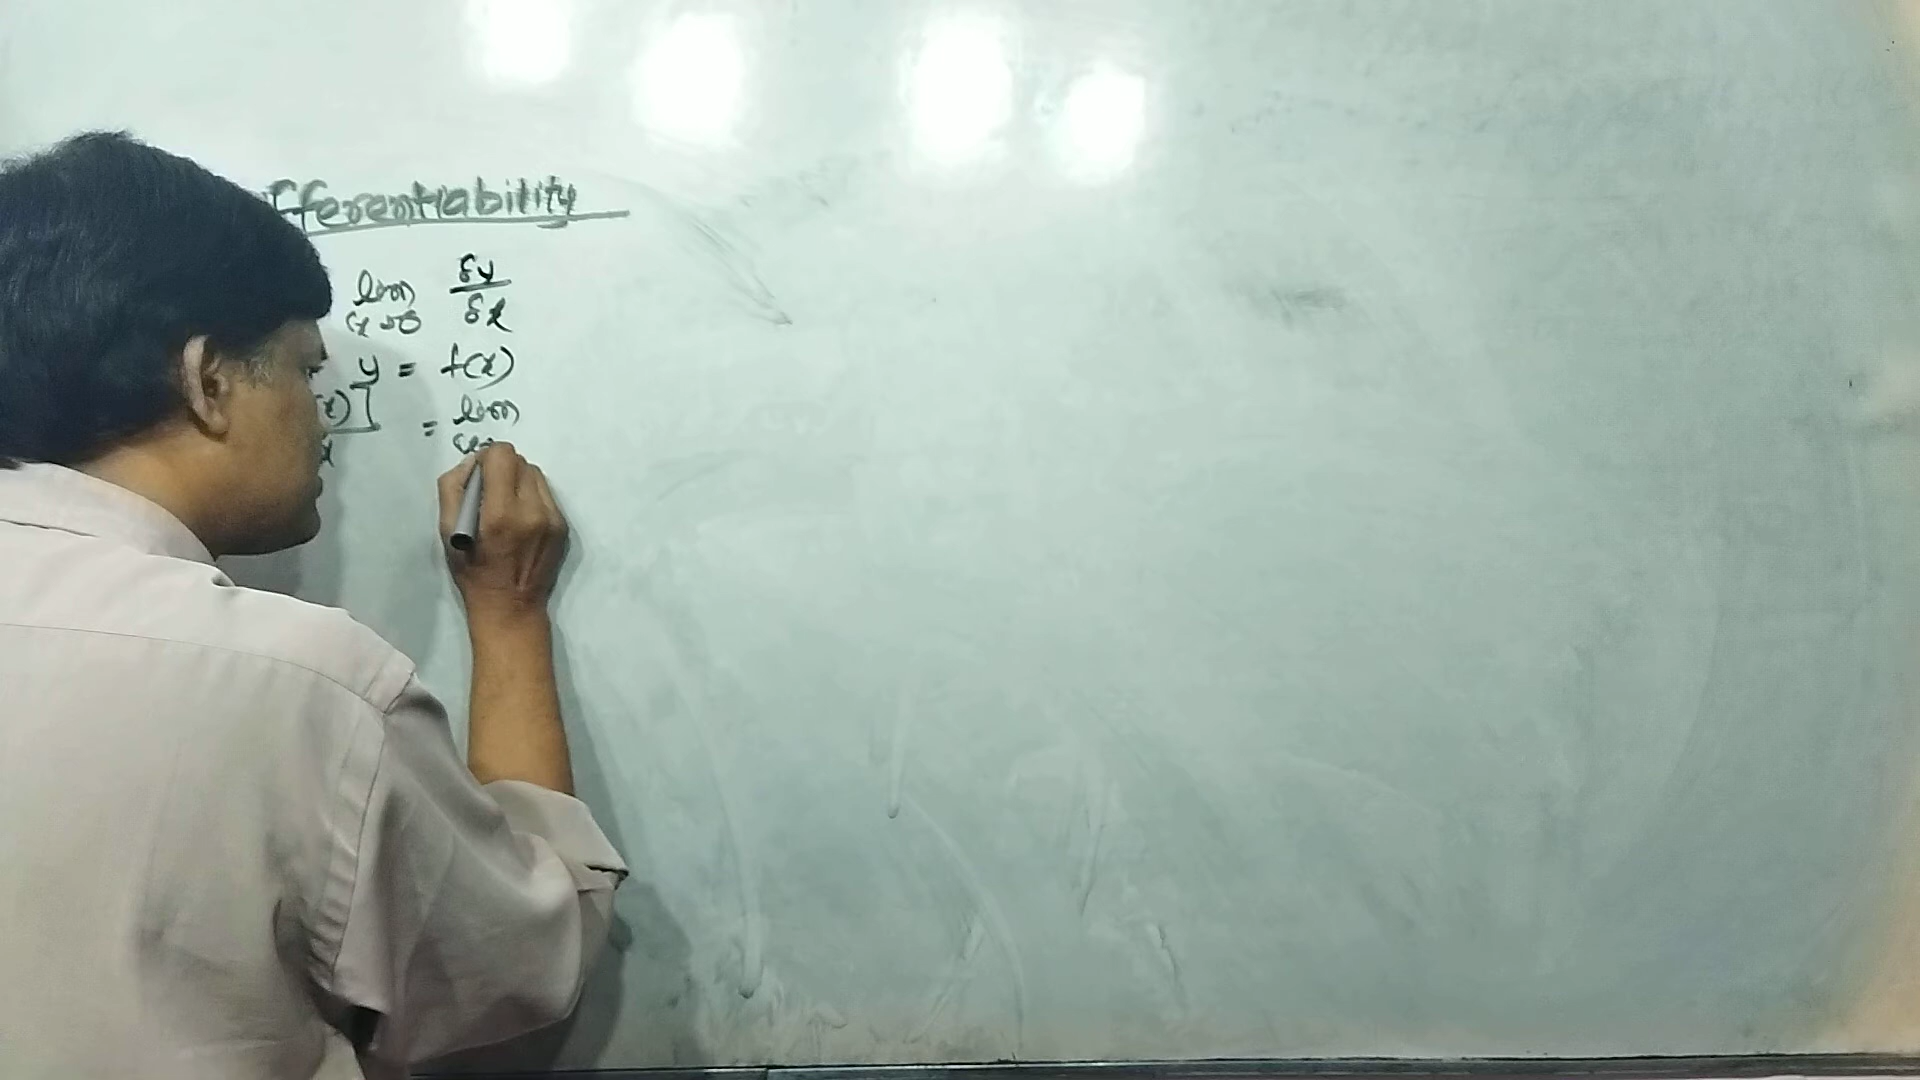 fferentiability
lim δy/δx
δx→0
y = f(x)
(x)] = lim
x